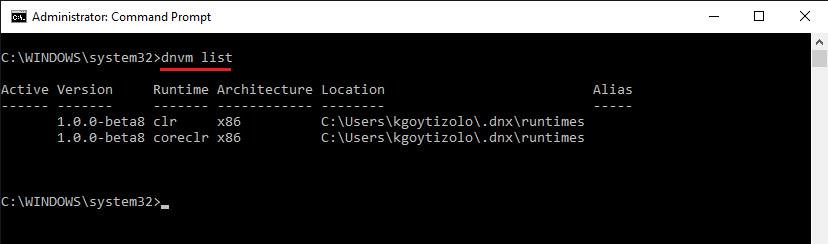 Administrator: Command Prompt
C:\WINDOWS\system32>dnvm list
Active Version     Runtime Architecture Location                          Alias
------ -------     ------- ------------ --------                          -----
       1.0.0-beta8 clr     x86          C:\Users\kgoytizolo\.dnx\runtimes
       1.0.0-beta8 coreclr x86          C:\Users\kgoytizolo\.dnx\runtimes
C:\WINDOWS\system32>